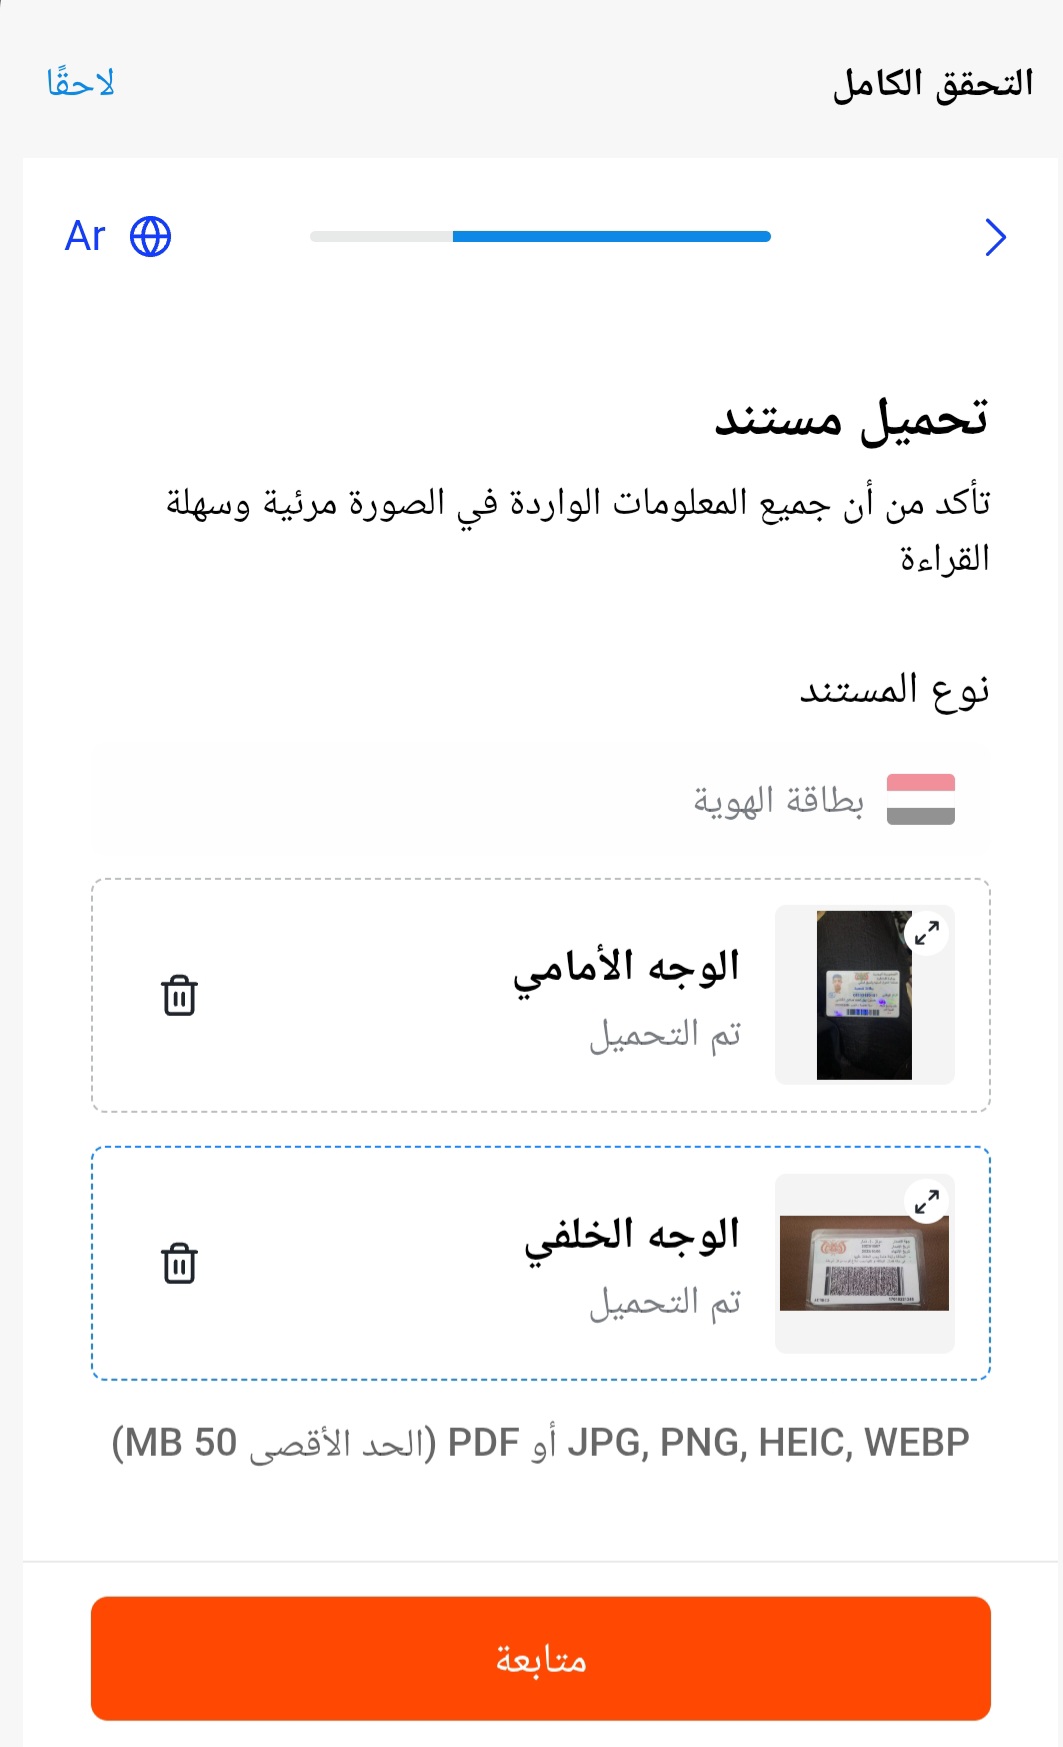 التحقق الكامل
لاحقًا
Ar
تحميل مستند
تأكد من أن جميع المعلومات الواردة في الصورة مرئية وسهلة
القراءة
نوع المستند
بطاقة الهوية
الوجه الأمامي
تم التحميل
الوجه الخلفي
تم التحميل
JPG, PNG, HEIC, WEBP أو PDF (الحد الأقصى 50 MB)
متابعة